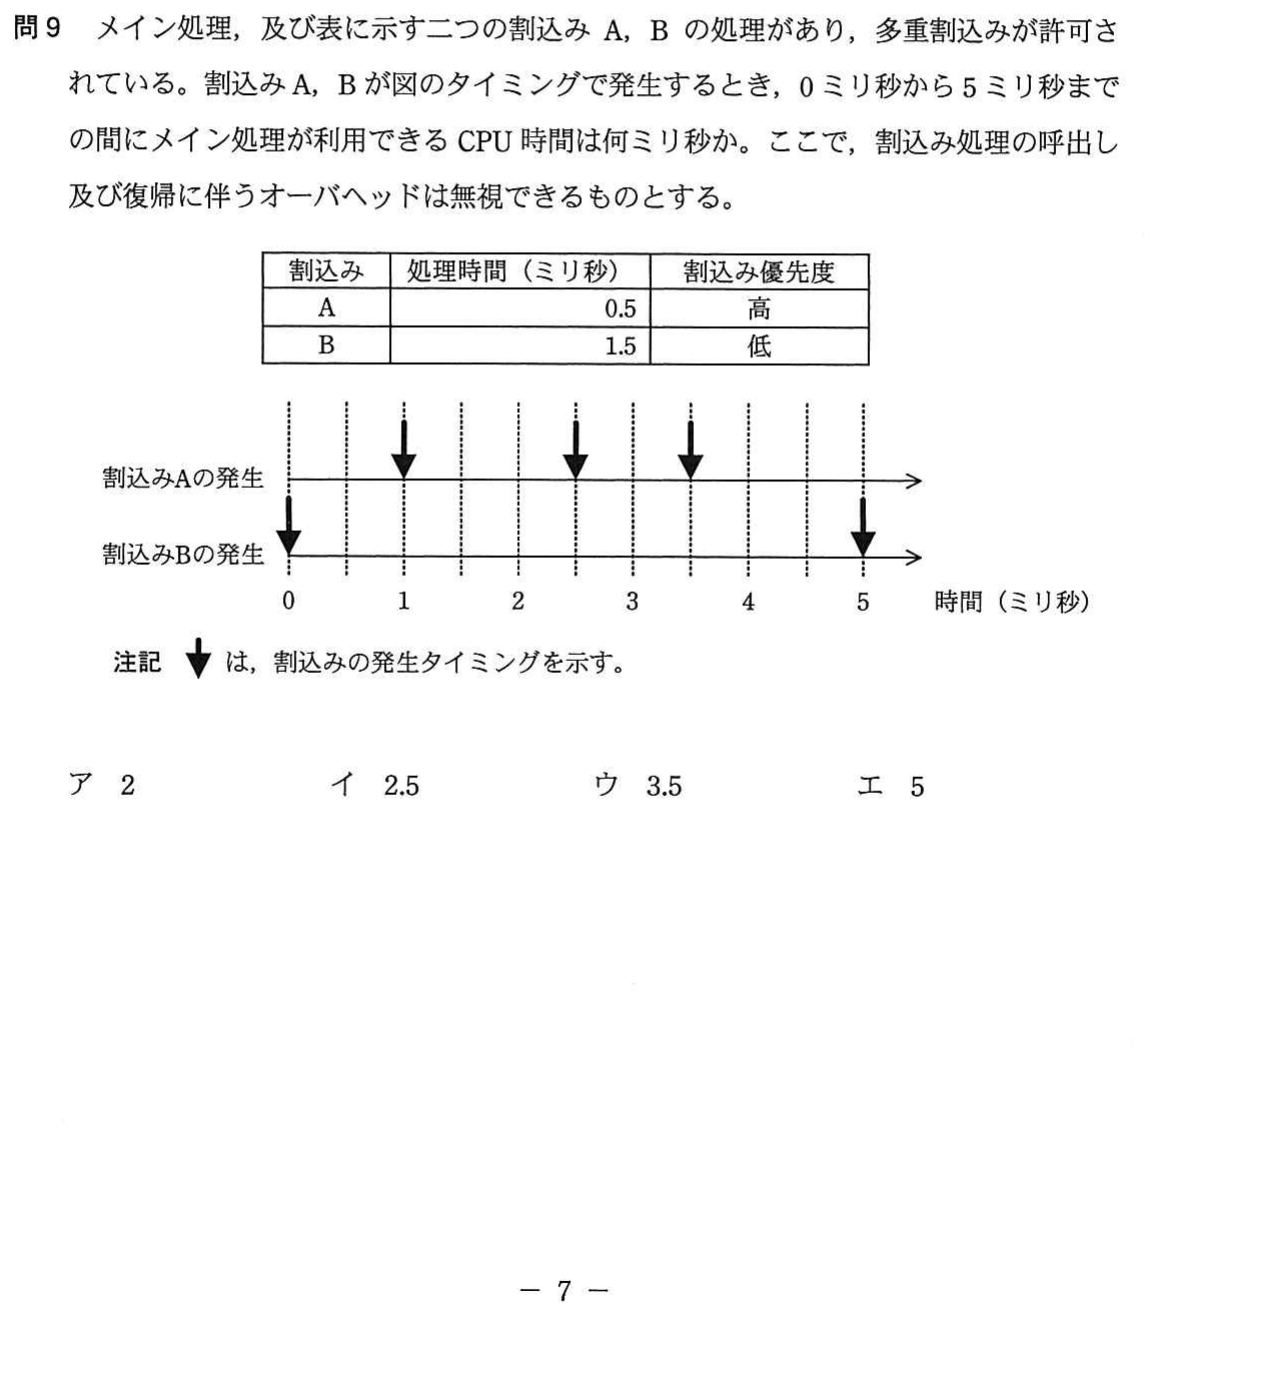 問9 メイン処理，及び表に示す二つの割込み A，B の処理があり，多重割込みが許可さ
れている。割込み A，B が図のタイミングで発生するとき，0 ミリ秒から 5 ミリ秒まで
の間にメイン処理が利用できる CPU 時間は何ミリ秒か。ここで，割込み処理の呼出し
及び復帰に伴うオーバヘッドは無視できるものとする。
割込み 処理時間（ミリ秒） 割込み優先度
A 0.5 高
B 1.5 低
割込みAの発生
割込みBの発生
0 1 2 3 4 5 時間（ミリ秒）
注記 は，割込みの発生タイミングを示す。
ア 2 イ 2.5 ウ 3.5 エ 5
— 7 —